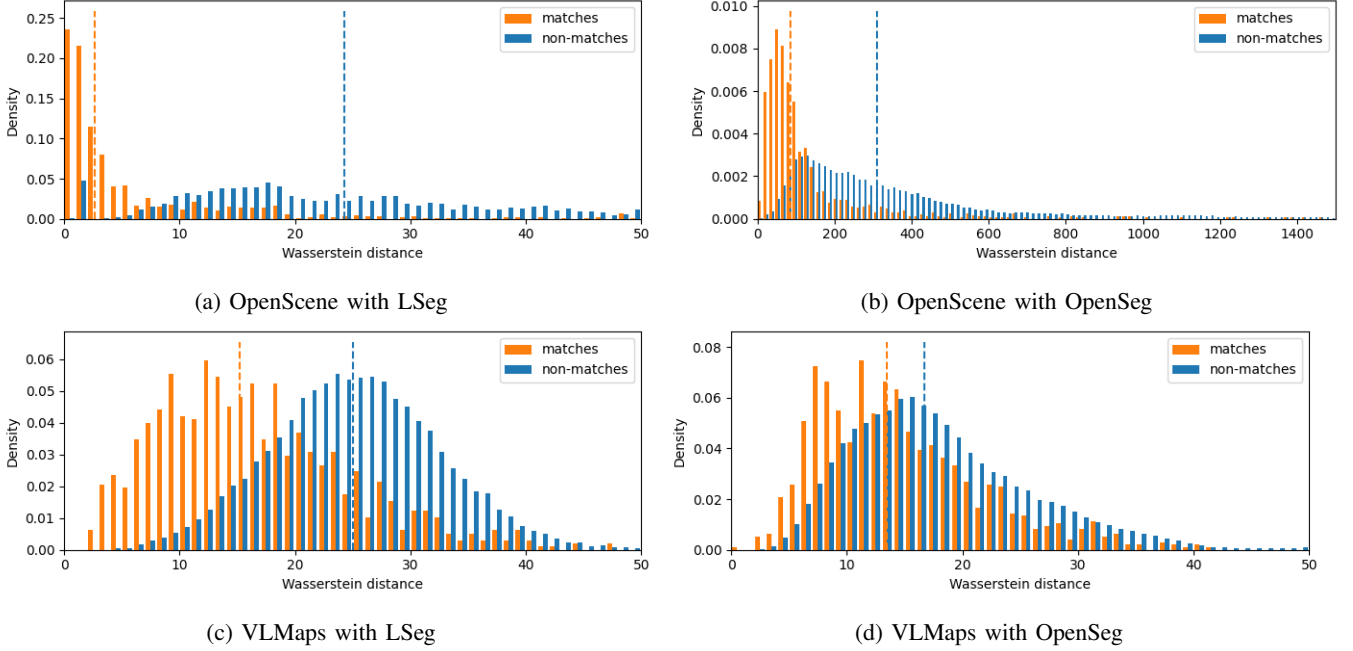 0.25
0.20
0.15
0.10
0.05
0.00
Density
0
10
20
30
40
50
Wasserstein distance
matches
non-matches
(a) OpenScene with LSeg
0.010
0.008
0.006
0.004
0.002
0.000
Density
0
200
400
600
800
1000
1200
1400
Wasserstein distance
matches
non-matches
(b) OpenScene with OpenSeg
0.06
0.05
0.04
0.03
0.02
0.01
0.00
Density
0
10
20
30
40
50
Wasserstein distance
matches
non-matches
(c) VLMaps with LSeg
0.08
0.06
0.04
0.02
0.00
Density
0
10
20
30
40
50
Wasserstein distance
matches
non-matches
(d) VLMaps with OpenSeg